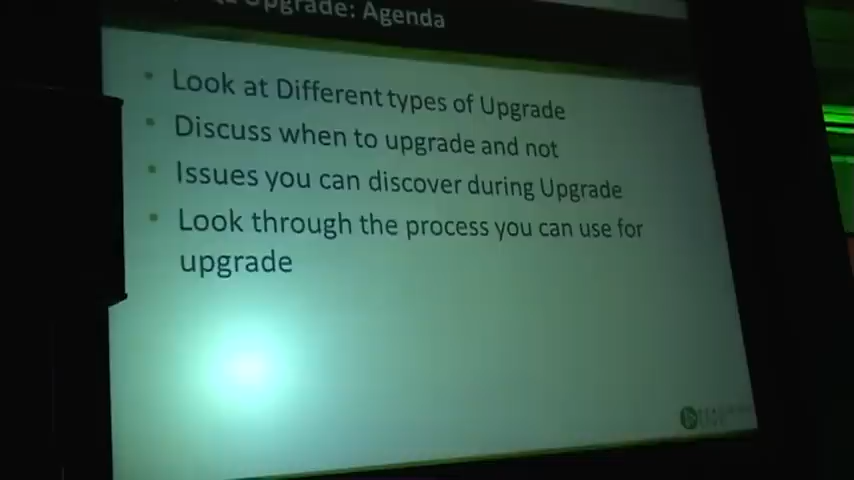 Upgrade: Agenda
Look at Different types of Upgrade
Discuss when to upgrade and not
Issues you can discover during Upgrade
Look through the process you can use for
upgrade